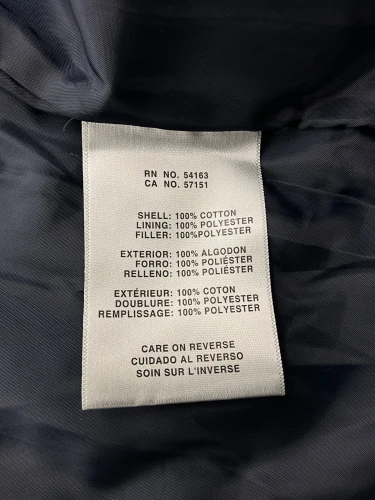 RN NO. 54163
CA NO. 57151
SHELL: 100% COTTON
LINING: 100% POLYESTER
FILLER: 100%POLYESTER
EXTERIOR: 100% ALGODON
FORRO: 100% POLIÉSTER
RELLENO: 100% POLIÉSTER
EXTÉRIEUR: 100% COTON
DOUBLURE: 100% POLYESTER
REMPLISSAGE: 100% POLYESTER
CARE ON REVERSE
CUIDADO AL REVERSO
SOIN SUR L'INVERSE